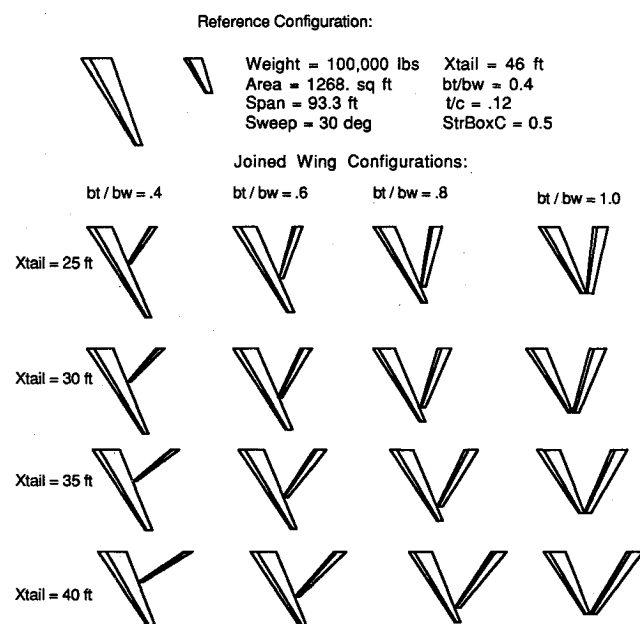 Reference Configuration:
Weight = 100,000 lbs Xtail = 46 ft
Area = 1268. sq ft bt/bw = 0.4
Span = 93.3 ft t/c = .12
Sweep = 30 deg StrBoxC = 0.5
Joined Wing Configurations:
bt / bw = .4 bt / bw = .6 bt / bw = .8 bt / bw = 1.0
Xtail = 25 ft
Xtail = 30 ft
Xtail = 35 ft
Xtail = 40 ft